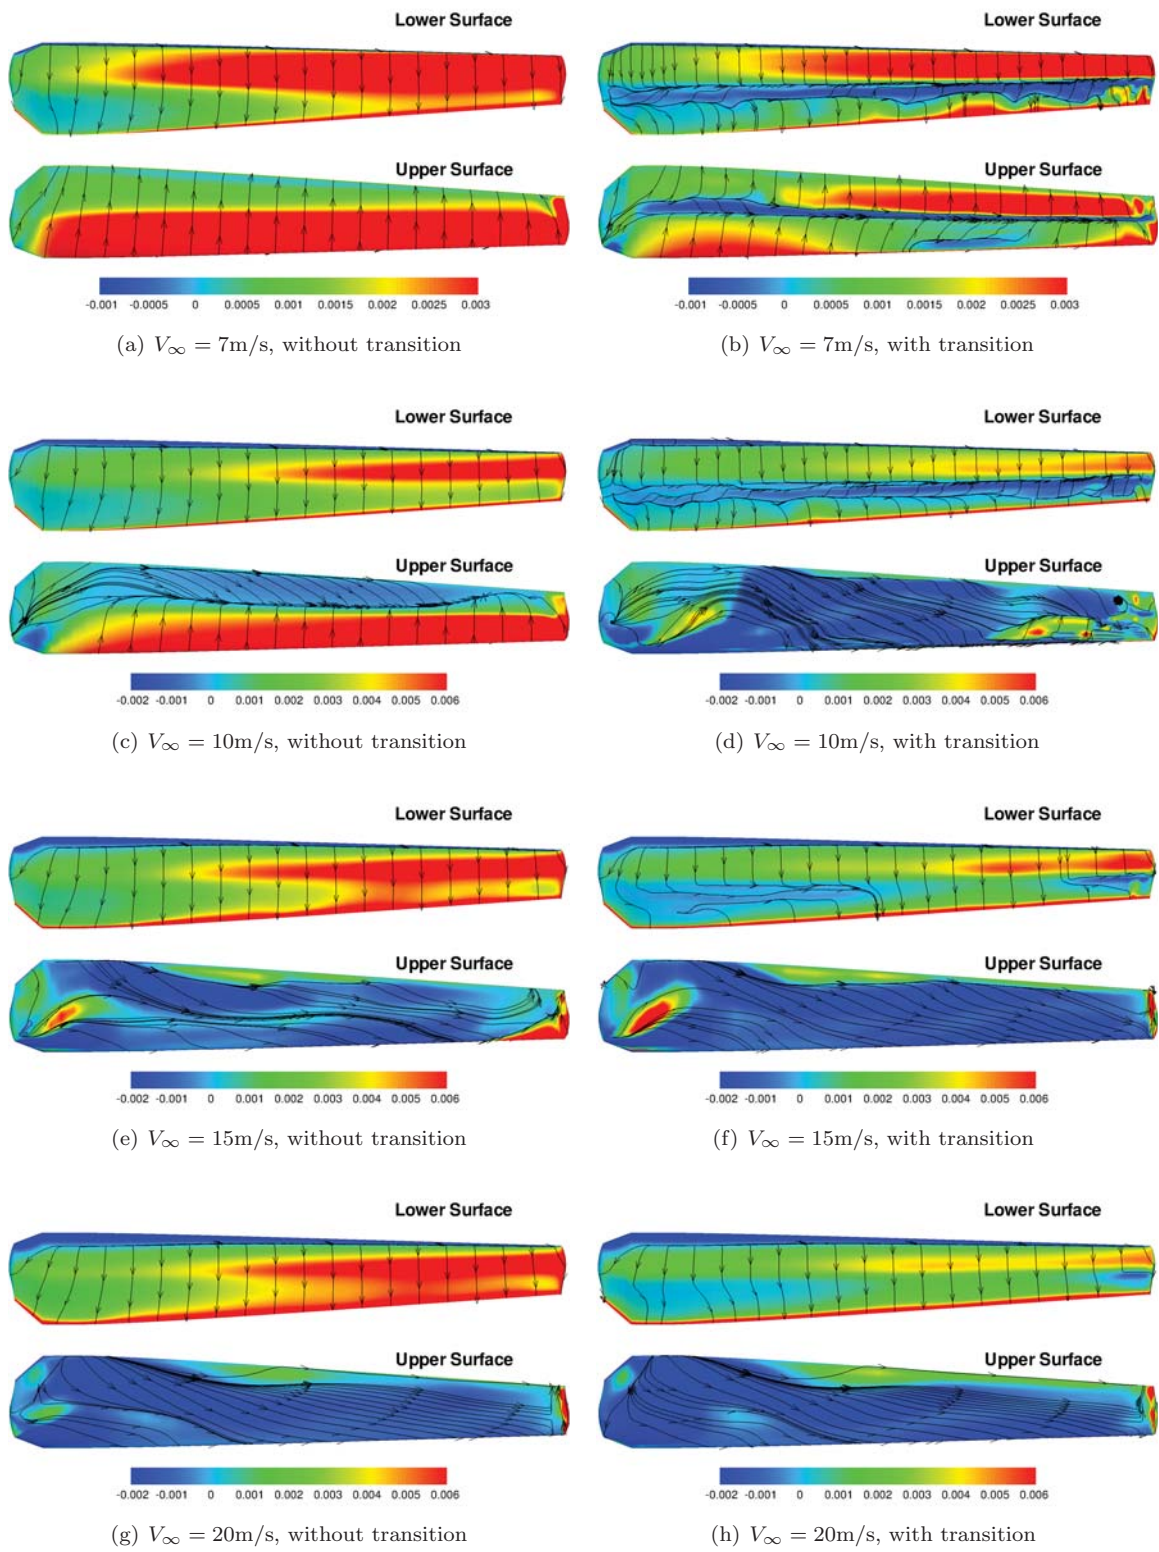 Lower Surface
Lower Surface
Upper Surface
Upper Surface
-0.001 -0.0005 0 0.0005 0.001 0.0015 0.002 0.0025 0.003
-0.001 -0.0005 0 0.0005 0.001 0.0015 0.002 0.0025 0.003
(a) V∞ = 7m/s, without transition
(b) V∞ = 7m/s, with transition
Lower Surface
Lower Surface
Upper Surface
Upper Surface
-0.002 -0.001 0 0.001 0.002 0.003 0.004 0.005 0.006
-0.002 -0.001 0 0.001 0.002 0.003 0.004 0.005 0.006
(c) V∞ = 10m/s, without transition
(d) V∞ = 10m/s, with transition
Lower Surface
Lower Surface
Upper Surface
Upper Surface
-0.002 -0.001 0 0.001 0.002 0.003 0.004 0.005 0.006
-0.002 -0.001 0 0.001 0.002 0.003 0.004 0.005 0.006
(e) V∞ = 15m/s, without transition
(f) V∞ = 15m/s, with transition
Lower Surface
Lower Surface
Upper Surface
Upper Surface
-0.002 -0.001 0 0.001 0.002 0.003 0.004 0.005 0.006
-0.002 -0.001 0 0.001 0.002 0.003 0.004 0.005 0.006
(g) V∞ = 20m/s, without transition
(h) V∞ = 20m/s, with transition